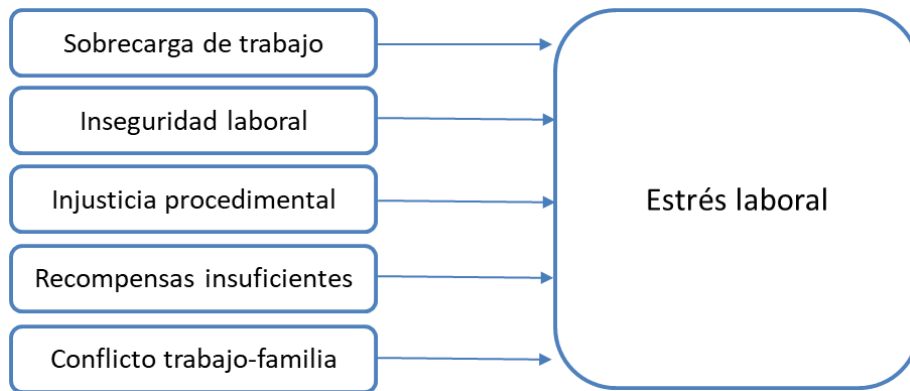 Sobrecarga de trabajo
Inseguridad laboral
Injusticia procedimental
Recompensas insuficientes
Conflicto trabajo-familia
Estrés laboral